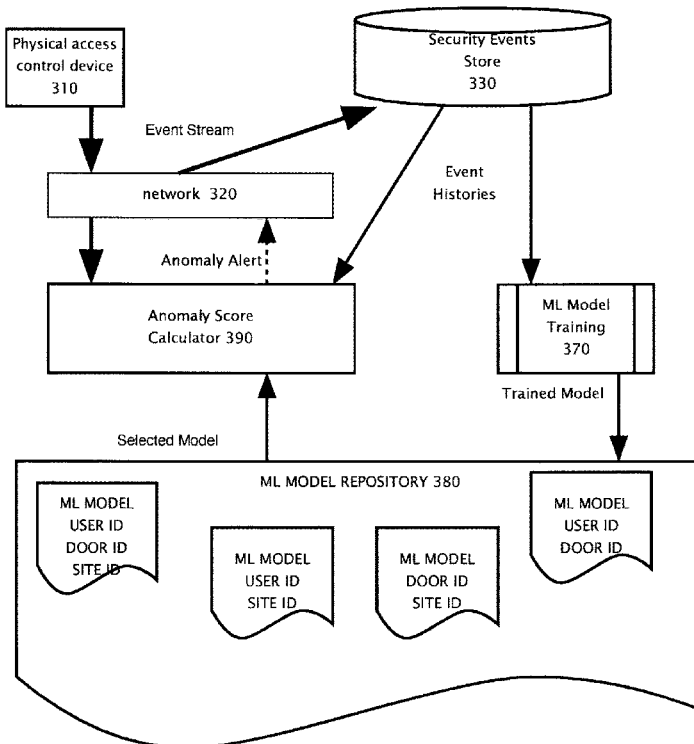 Physical access
control device
310
Security Events
Store
330
Event Stream
network 320
Event
Histories
Anomaly Alert
Anomaly Score
Calculator 390
ML Model
Training
370
Trained Model
Selected Model
ML MODEL REPOSITORY 380
ML MODEL
USER ID
DOOR ID
SITE ID
ML MODEL
USER ID
SITE ID
ML MODEL
DOOR ID
SITE ID
ML MODEL
USER ID
DOOR ID